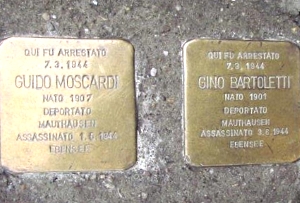 QUI FU ARRESTATO
7.3.1944
GUIDO MOSCARDI
NATO 1907
DEPORTATO
MAUTHAUSEN
ASSASSINATO
EBENSEE
QUI FU ARRESTATO
7.3.1944
GINO BARTOLETTI
NATO 1901
DEPORTATO
MAUTHAUSEN
ASSASSINATO
EBENSEE